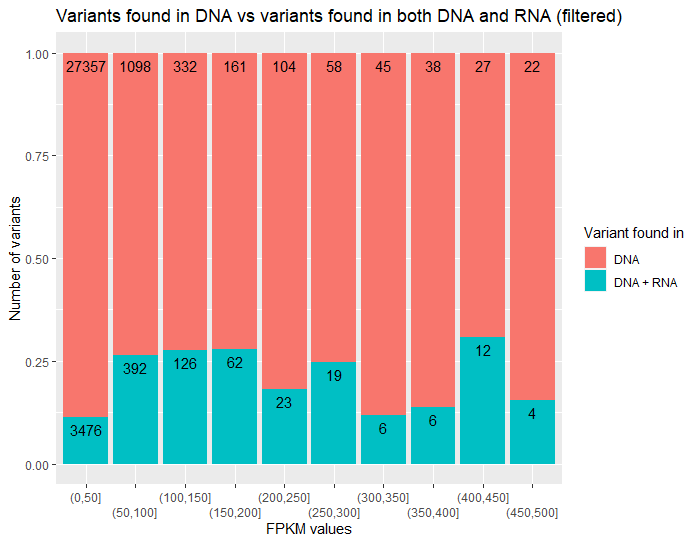 Variants found in DNA vs variants found in both DNA and RNA (filtered)
1.00
0.75
0.50
0.25
0.00
Number of variants
27357 1098 332 161 104 58 45 38 27 22
3476 392 126 62 23 19 6 6 12 4
(0,50] (100,150] (200,250] (300,350] (400,450]
(50,100] (150,200] (250,300] (350,400] (450,500]
FPKM values
Variant found in
DNA
DNA + RNA